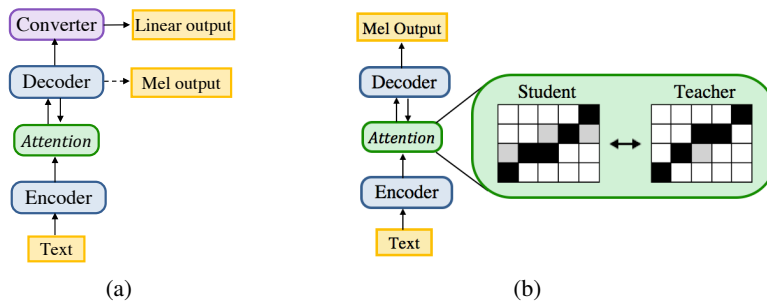 Converter
Linear output
Decoder
Mel output
Attention
Encoder
Text
(a)
Mel Output
Decoder
Attention
Encoder
Text
Student
Teacher
(b)